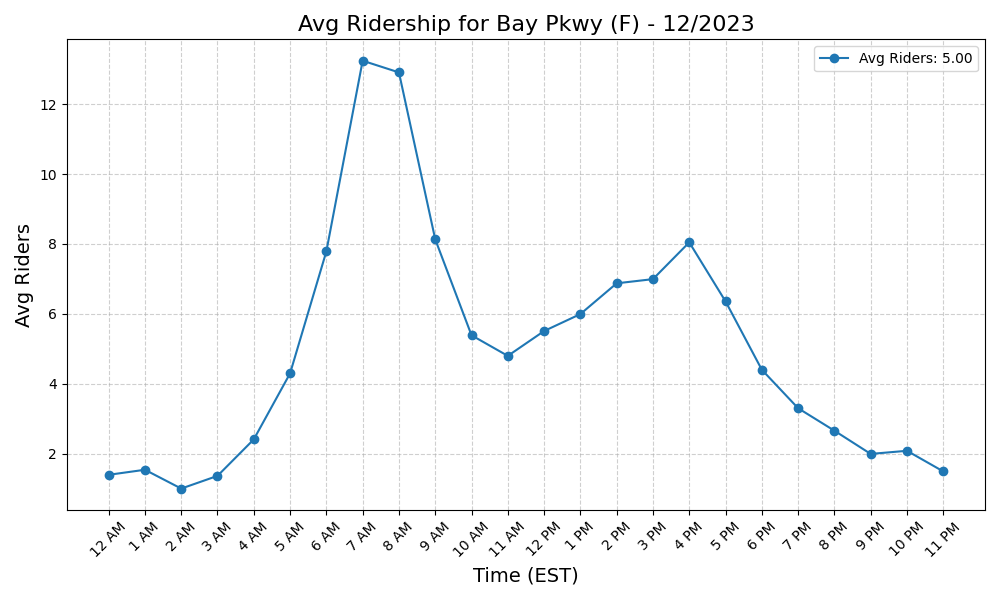 Avg Ridership for Bay Pkwy (F) - 12/2023
Avg Riders: 5.00
Avg Riders
12
10
8
6
4
2
12 AM
1 AM
2 AM
3 AM
4 AM
5 AM
6 AM
7 AM
8 AM
9 AM
10 AM
11 AM
12 PM
1 PM
2 PM
3 PM
4 PM
5 PM
6 PM
7 PM
8 PM
9 PM
10 PM
11 PM
Time (EST)